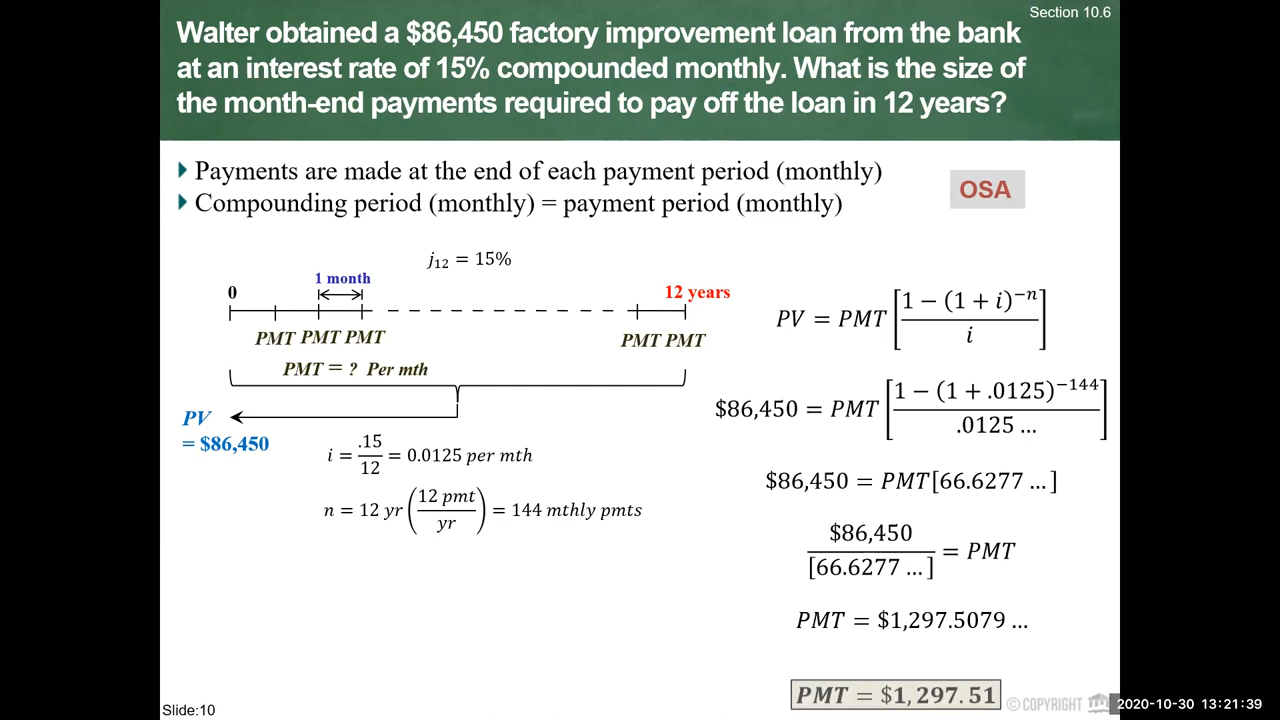 Section 10.6
Walter obtained a $86,450 factory improvement loan from the bank
at an interest rate of 15% compounded monthly. What is the size of
the month-end payments required to pay off the loan in 12 years?
Payments are made at the end of each payment period (monthly)
Compounding period (monthly) = payment period (monthly)
OSA
j₁₂ = 15%
1 month
0
12 years
PMT PMT PMT
PMT PMT
PMT = ? Per mth
PV
= $86,450
i = .15/12 = 0.0125 per mth
n = 12 yr (12 pmt/yr) = 144 mthly pmts
PV = PMT [(1 − (1 + i)⁻ⁿ)/i]
$86,450 = PMT [(1 − (1 + .0125)⁻¹⁴⁴)/.0125 …]
$86,450 = PMT[66.6277 …]
$86,450/[66.6277 …] = PMT
PMT = $1,297.5079 …
PMT = $1,297.51
© COPYRIGHT
2020-10-30 13:21:39
Slide:10